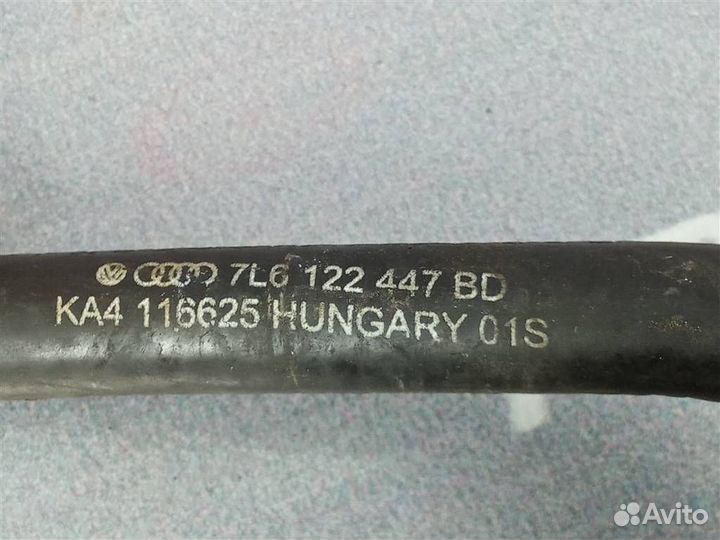 7L6 122 447 BD
KA4 116625 HUNGARY 01S
Avito